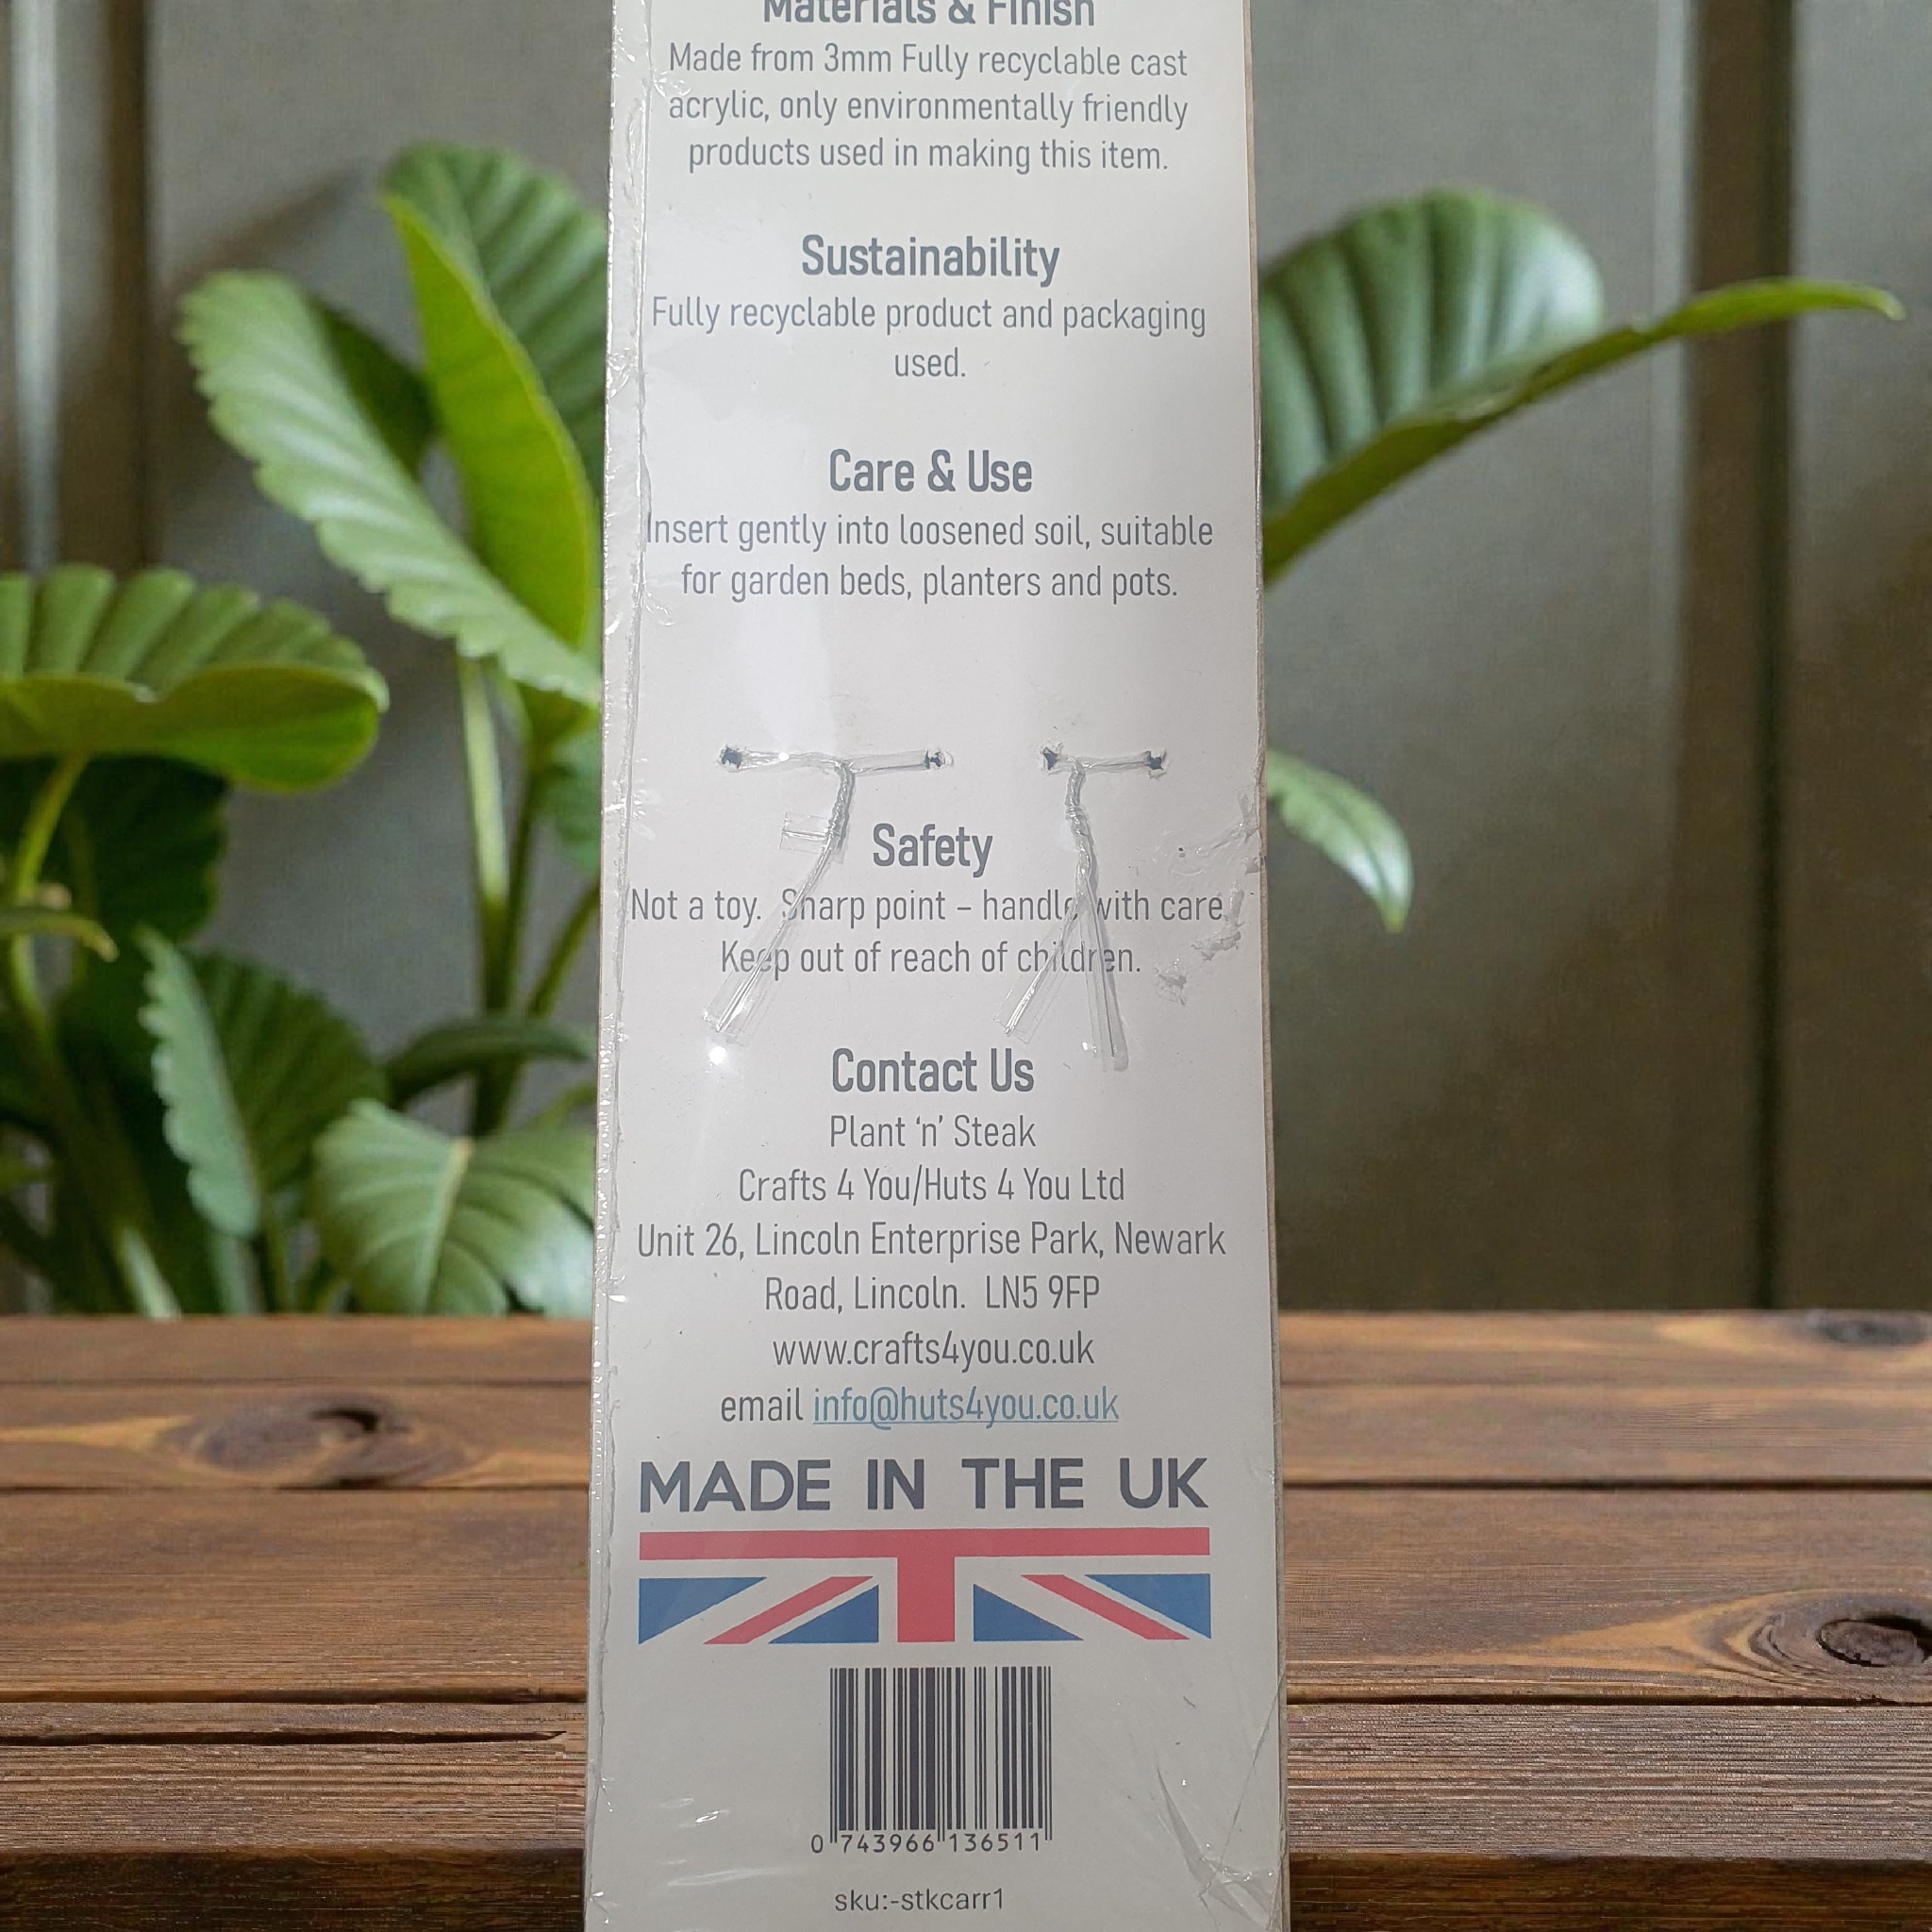 Materials & Finish
Made from 3mm Fully recyclable cast
acrylic, only environmentally friendly
products used in making this item.
Sustainability
Fully recyclable product and packaging
used.
Care & Use
Insert gently into loosened soil, suitable
for garden beds, planters and pots.
Safety
Not a toy. Sharp point – handle with care
Keep out of reach of children.
Contact Us
Plant ‘n’ Steak
Crafts 4 You/Huts 4 You Ltd
Unit 26, Lincoln Enterprise Park, Newark
Road, Lincoln. LN5 9FP
www.crafts4you.co.uk
email info@huts4you.co.uk
MADE IN THE UK
0 743966 136511
sku:-stkcarr1